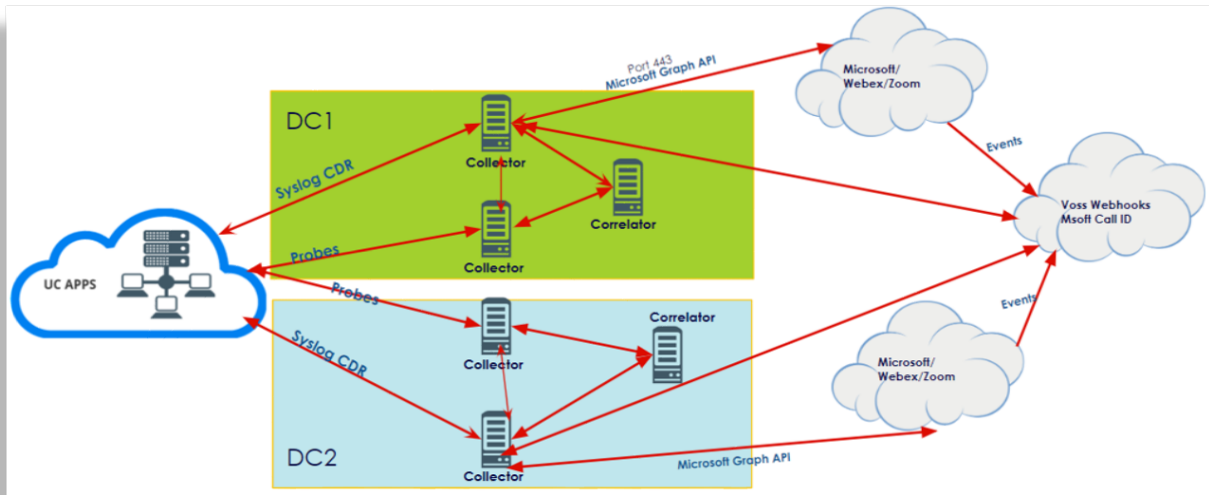 Port 443
Microsoft Graph API
Microsoft/
Webex/Zoom
DC1
Collector
Syslog CDR
Events
Correlator
Voss Webhooks
Msoft Call ID
Probes
Collector
UC APPS
Probes
Events
Correlator
Syslog CDR
Collector
Microsoft/
Webex/Zoom
DC2
Microsoft Graph API
Collector